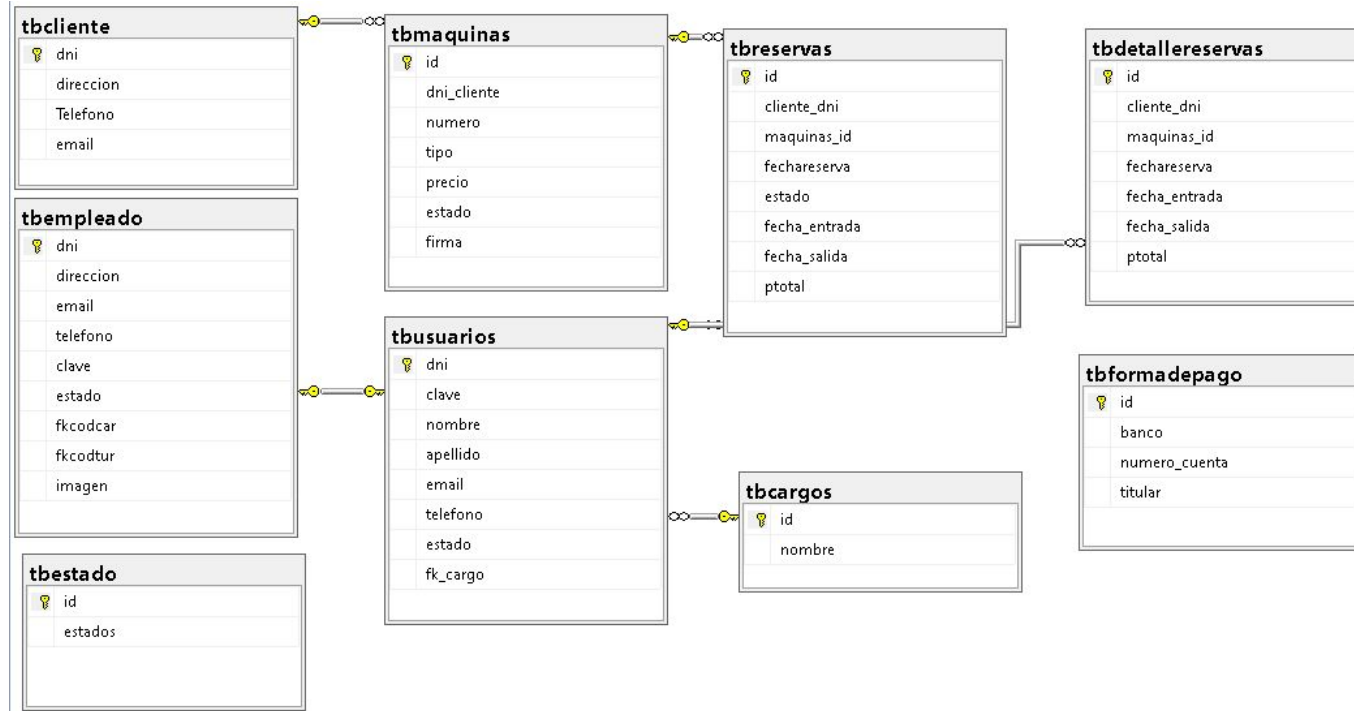 tbcliente
dni
direccion
Telefono
email
tbmaquinas
id
dni_cliente
numero
tipo
precio
estado
firma
tbreservas
id
cliente_dni
maquinas_id
fechareserva
estado
fecha_entrada
fecha_salida
ptotal
tbdetallereservas
id
cliente_dni
maquinas_id
fechareserva
fecha_entrada
fecha_salida
ptotal
tbempleado
dni
direccion
email
telefono
clave
estado
fkcodcar
fkcodtur
imagen
tbusuarios
dni
clave
nombre
apellido
email
telefono
estado
fk_cargo
tbformadepago
id
banco
numero_cuenta
titular
tbcargos
id
nombre
tbestado
id
estados